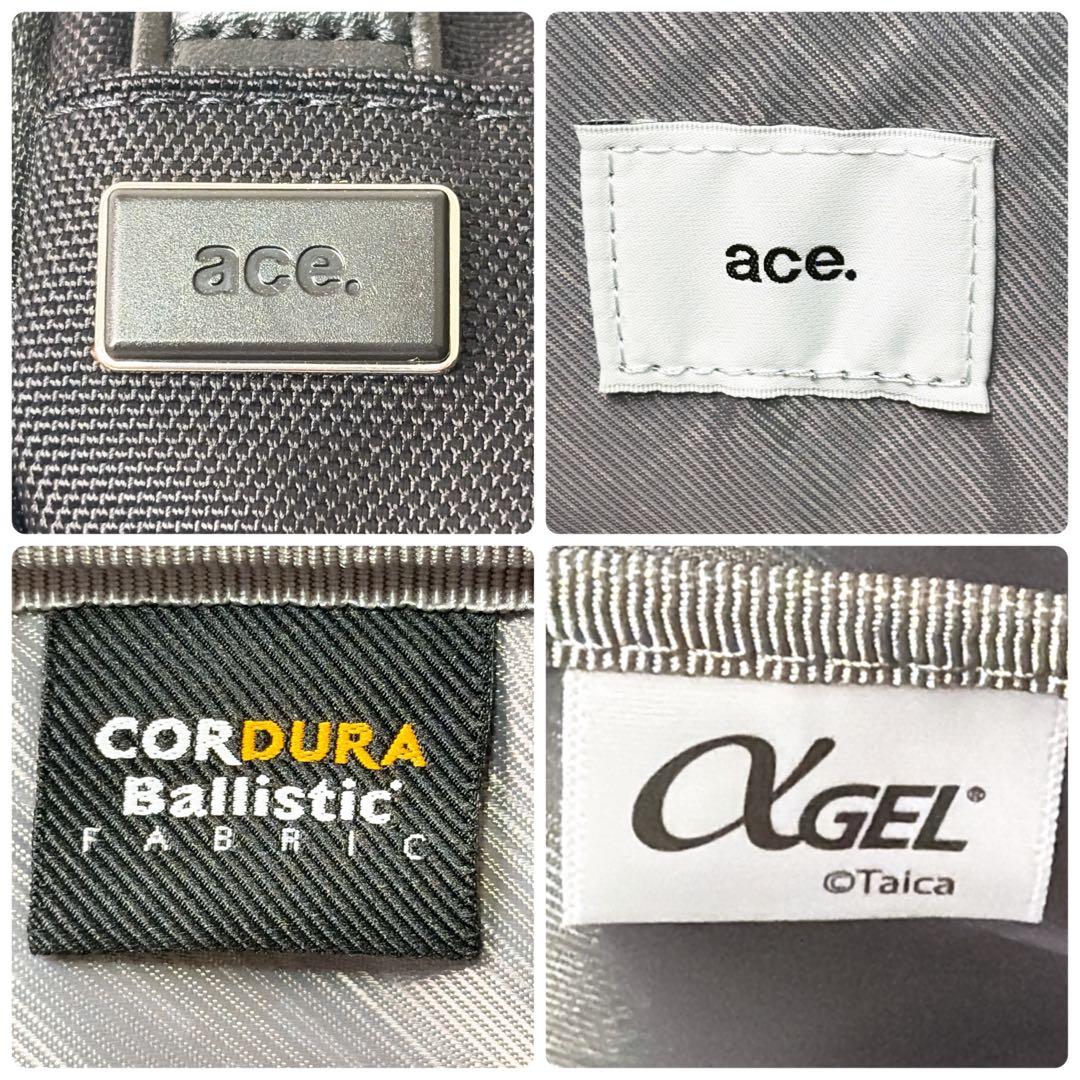 ace.
ace.
CORDURA
Ballistic®
FABRIC
αGEL®
©Taica